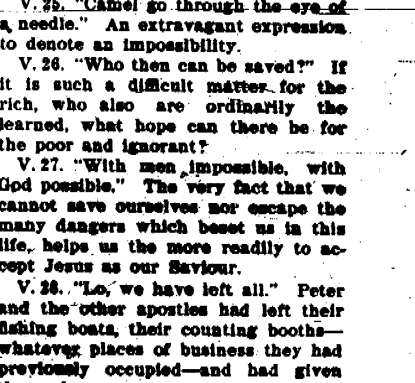 V. 25. "Camel go through the eye of
a needle." An extravagant expression
to denote an impossibility.
V. 26. "Who then can be saved?" If
it is such a difficult matter for the
rich, who also are ordinarily the
learned, what hope can there be for
the poor and ignorant?
V. 27. "With men impossible, with
God possible." The very fact that we
cannot save ourselves nor escape the
many dangers which beset us in this
life, helps us the more readily to ac-
cept Jesus as our Saviour.
V. 28. "Lo, we have left all." Peter
and the other apostles had left their
fishing boats, their counting booths—
whatever places of business they had
previously occupied—and had given